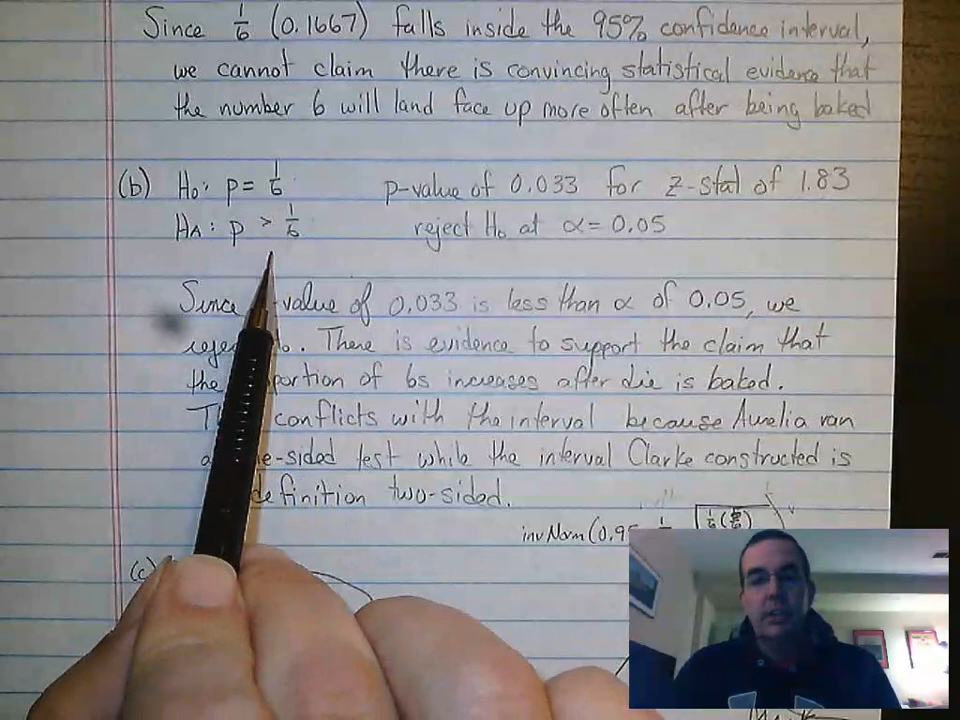 Since 1/6 (0.1667) falls inside the 95% confidence interval,
we cannot claim there is convincing statistical evidence that
the number 6 will land face up more often after being baked
(b) H₀: p = 1/6 p-value of 0.033 for z-stat of 1.83
Hᴀ: p > 1/6 reject H₀ at α = 0.05
Since value of 0.033 is less than α of 0.05, we
There is evidence to support the claim that
the of 6s increases after die is baked.
conflicts with the interval because Aurelia ran
test while the interval Clarke constructed is
two-sided.
invNorm(0.95
(c)